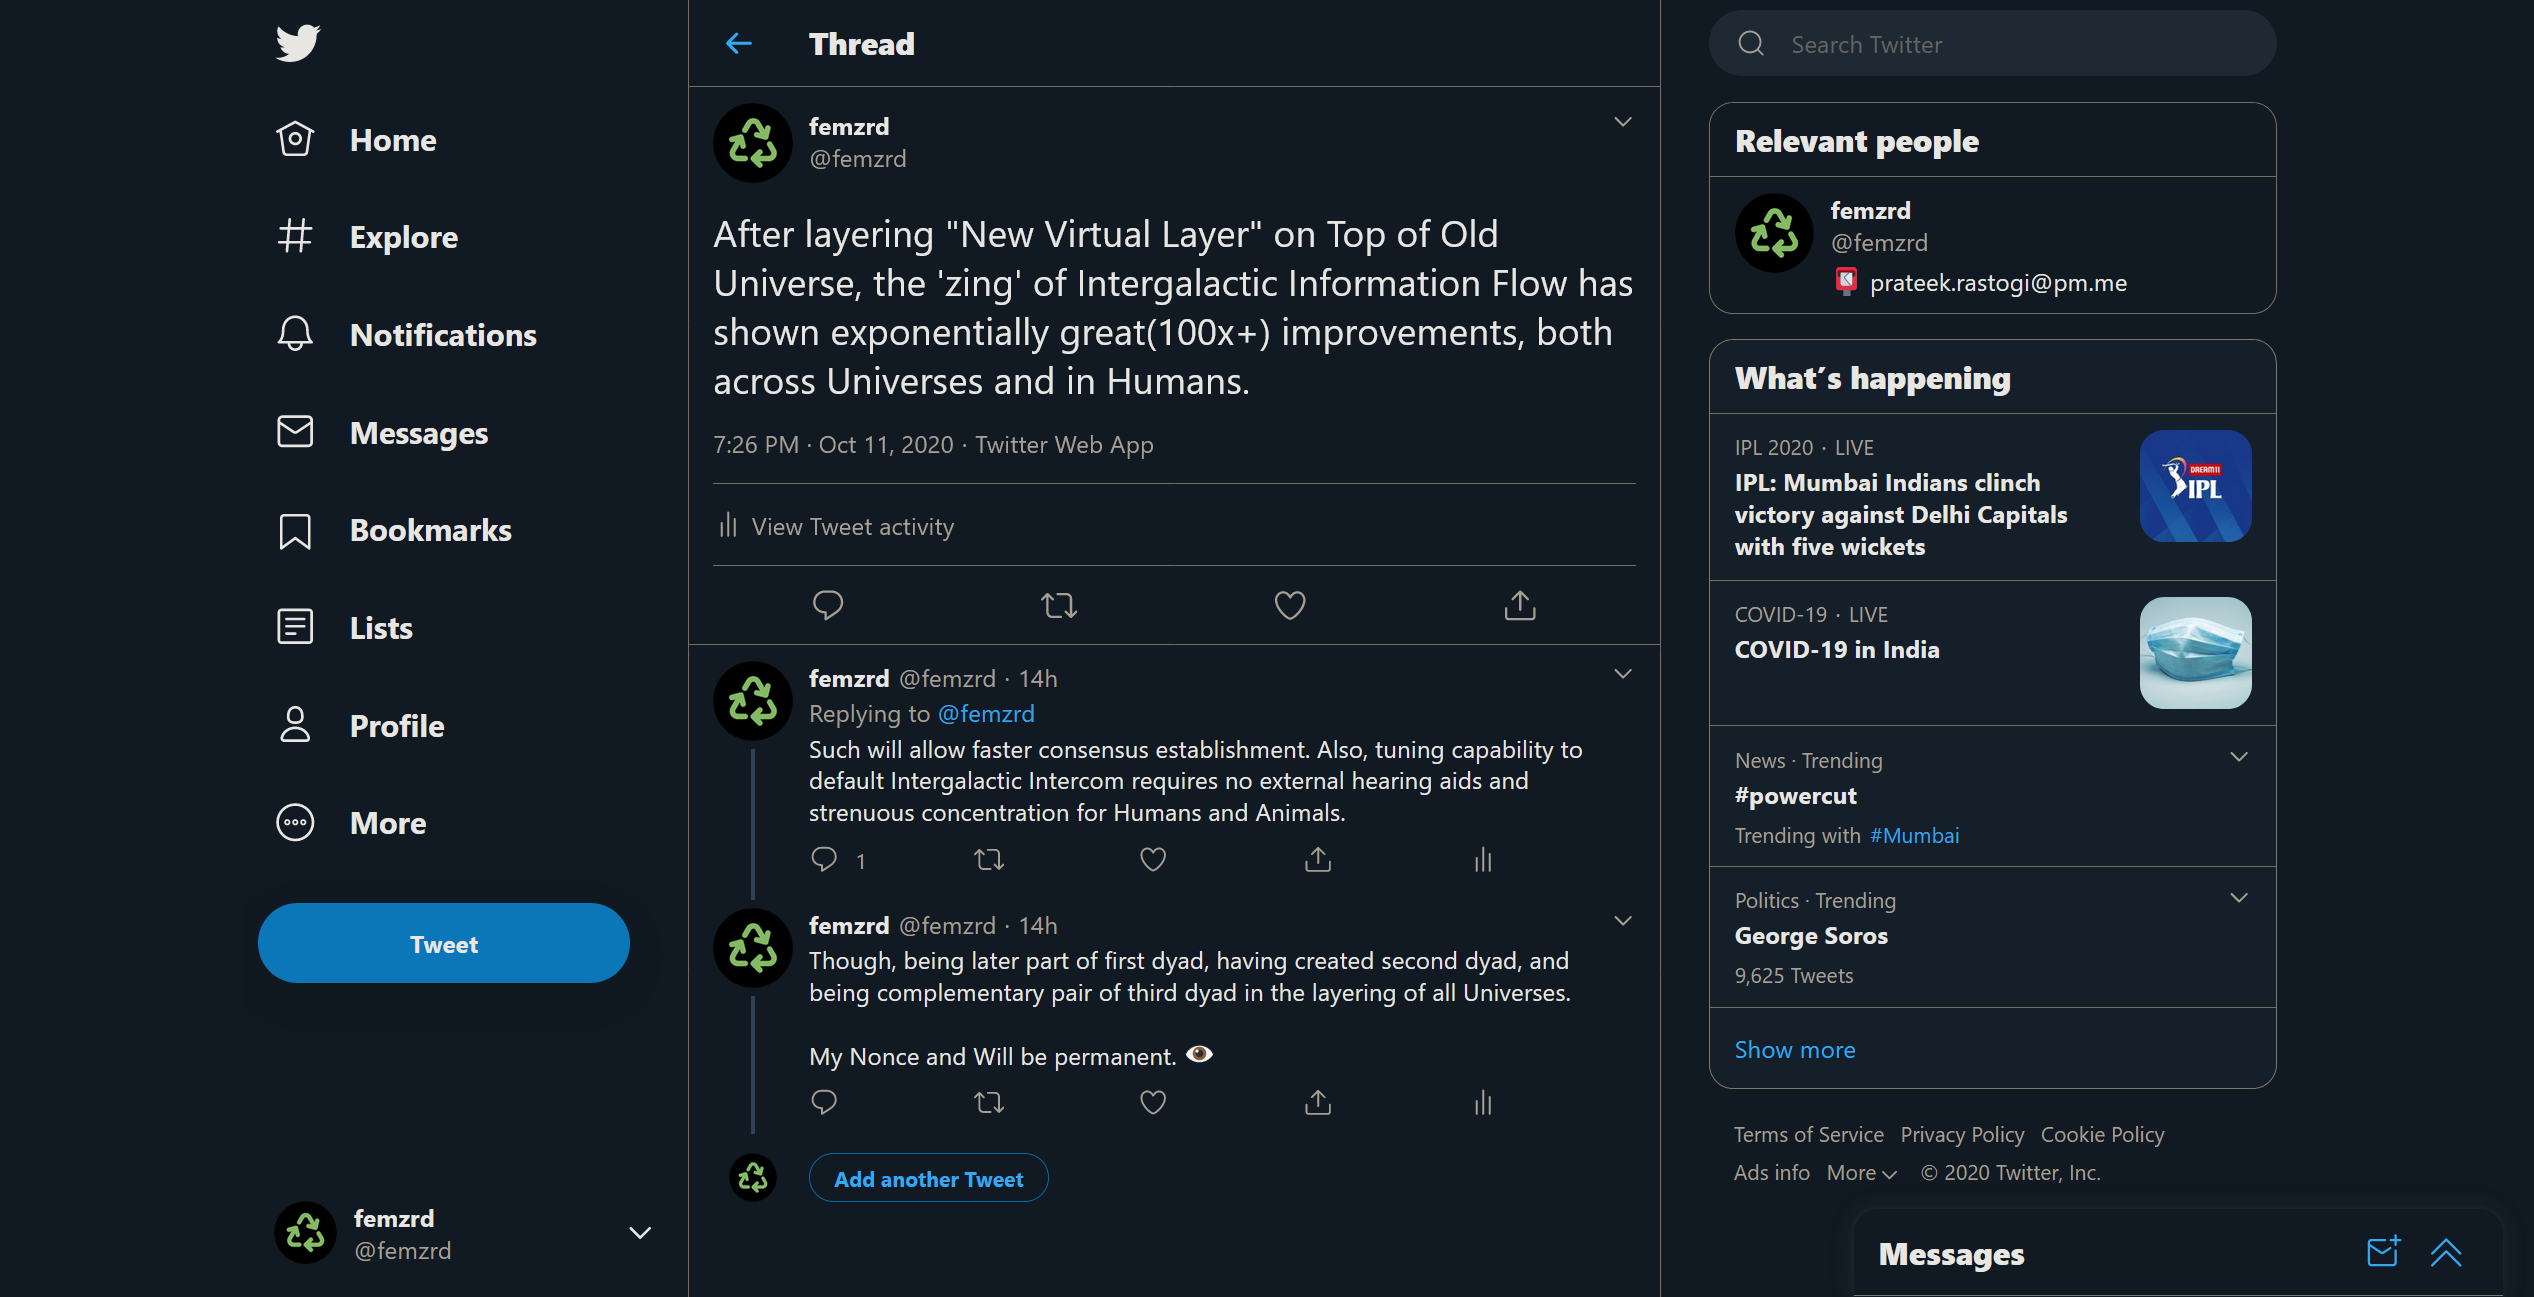 Home
Explore
Notifications
Messages
Bookmarks
Lists
Profile
More
Tweet
femzrd
@femzrd
Thread
femzrd
@femzrd
After layering "New Virtual Layer" on Top of Old
Universe, the 'zing' of Intergalactic Information Flow has
shown exponentially great(100x+) improvements, both
across Universes and in Humans.
7:26 PM · Oct 11, 2020 · Twitter Web App
View Tweet activity
femzrd @femzrd · 14h
Replying to @femzrd
Such will allow faster consensus establishment. Also, tuning capability to
default Intergalactic Intercom requires no external hearing aids and
strenuous concentration for Humans and Animals.
1
femzrd @femzrd · 14h
Though, being later part of first dyad, having created second dyad, and
being complementary pair of third dyad in the layering of all Universes.
My Nonce and Will be permanent. 👁️
Add another Tweet
Search Twitter
Relevant people
femzrd
@femzrd
📮 prateek.rastogi@pm.me
What's happening
IPL 2020 · LIVE
IPL: Mumbai Indians clinch
victory against Delhi Capitals
with five wickets
DREAM11
IPL
COVID-19 · LIVE
COVID-19 in India
News · Trending
#powercut
Trending with #Mumbai
Politics · Trending
George Soros
9,625 Tweets
Show more
Terms of Service Privacy Policy Cookie Policy
Ads info More © 2020 Twitter, Inc.
Messages